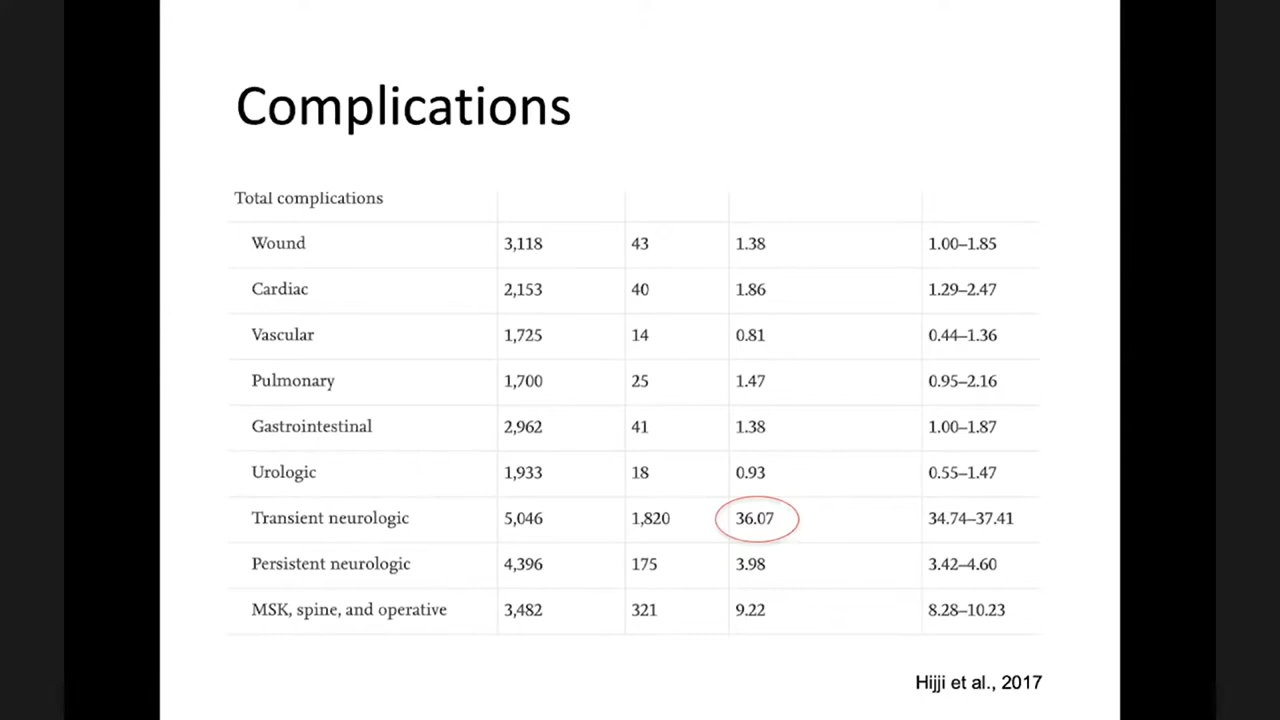 Complications
Total complications
Wound 3,118 43 1.38 1.00–1.85
Cardiac 2,153 40 1.86 1.29–2.47
Vascular 1,725 14 0.81 0.44–1.36
Pulmonary 1,700 25 1.47 0.95–2.16
Gastrointestinal 2,962 41 1.38 1.00–1.87
Urologic 1,933 18 0.93 0.55–1.47
Transient neurologic 5,046 1,820 36.07 34.74–37.41
Persistent neurologic 4,396 175 3.98 3.42–4.60
MSK, spine, and operative 3,482 321 9.22 8.28–10.23
Hijji et al., 2017